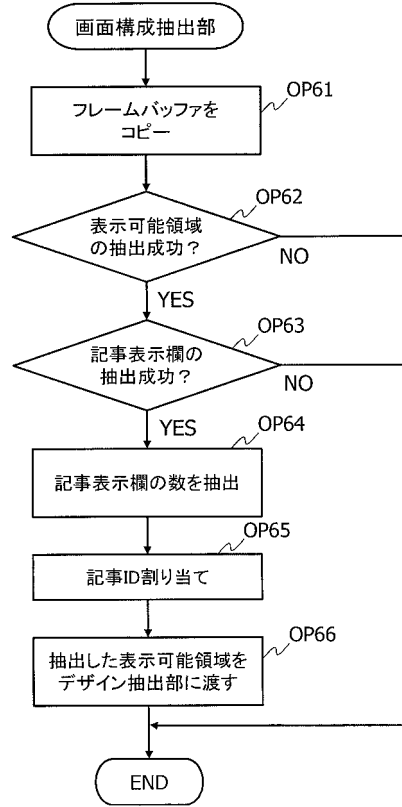 画面構成抽出部
フレームバッファを
コピー
OP61
表示可能領域
の抽出成功？
OP62
NO
YES
記事表示欄の
抽出成功？
OP63
NO
YES
OP64
記事表示欄の数を抽出
OP65
記事ID割り当て
OP66
抽出した表示可能領域を
デザイン抽出部に渡す
END